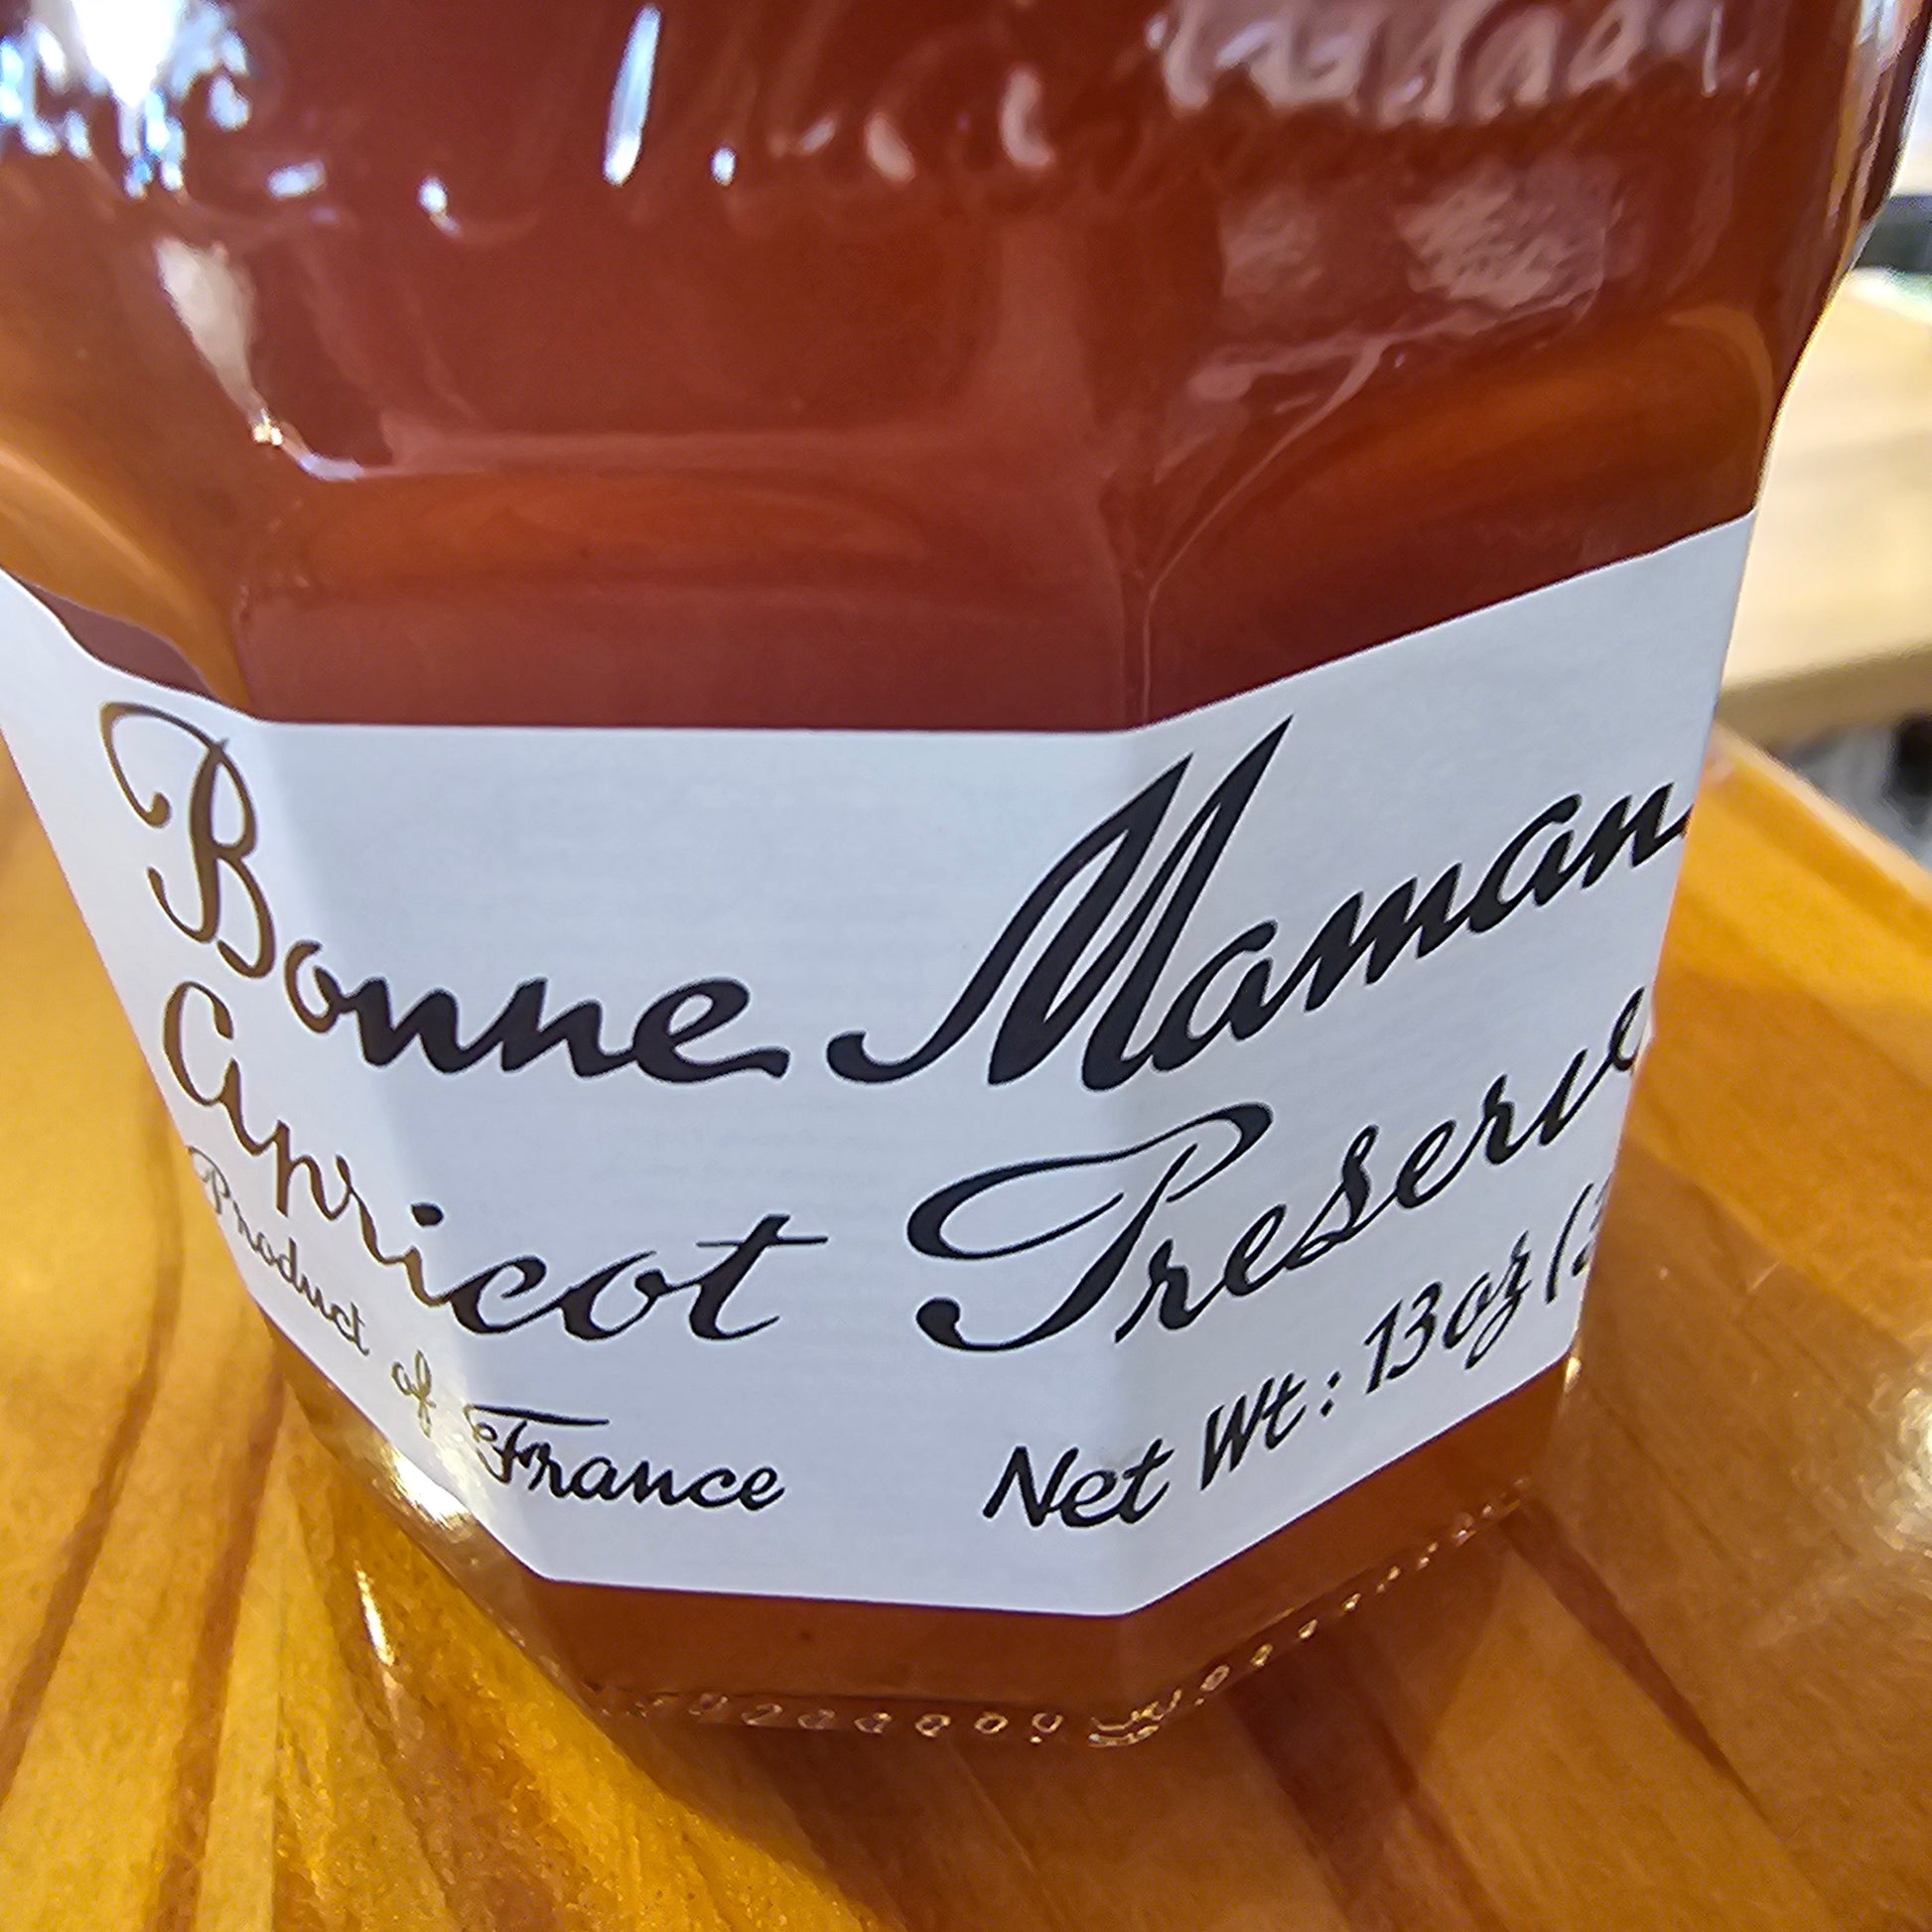 Bonne Maman
Apricot Preserve
Product of France Net Wt: 13oz (